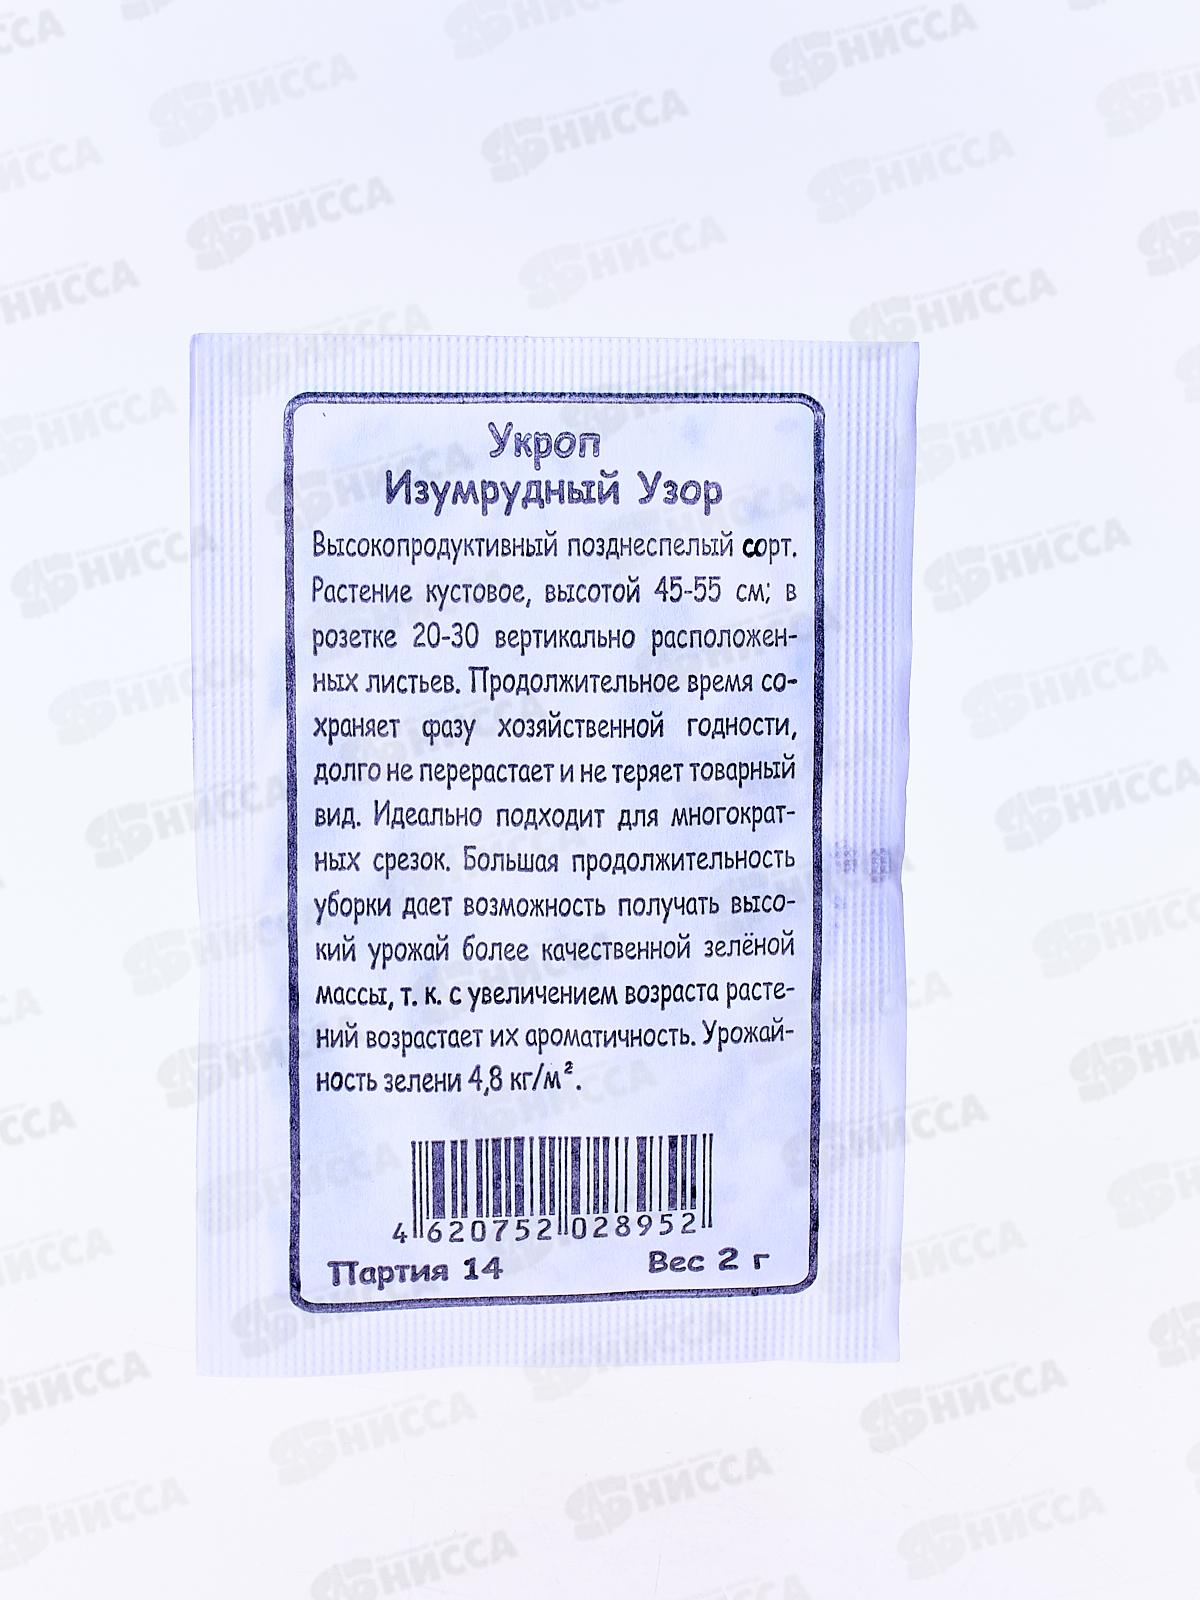 Укроп
Изумрудный Узор
Высокопродуктивный позднеспелый сорт.
Растение кустовое, высотой 45-55 см; в
розетке 20-30 вертикально расположен-
ных листьев. Продолжительное время со-
храняет фазу хозяйственной годности,
долго не перерастает и не теряет товарный
вид. Идеально подходит для многократ-
ных срезок. Большая продолжительность
уборки дает возможность получать высо-
кий урожай более качественной зелёной
массы, т. к. с увеличением возраста расте-
ний возрастает их ароматичность. Урожай-
ность зелени 4,8 кг/м².
4 620752 028952
Партия 14 Вес 2 г